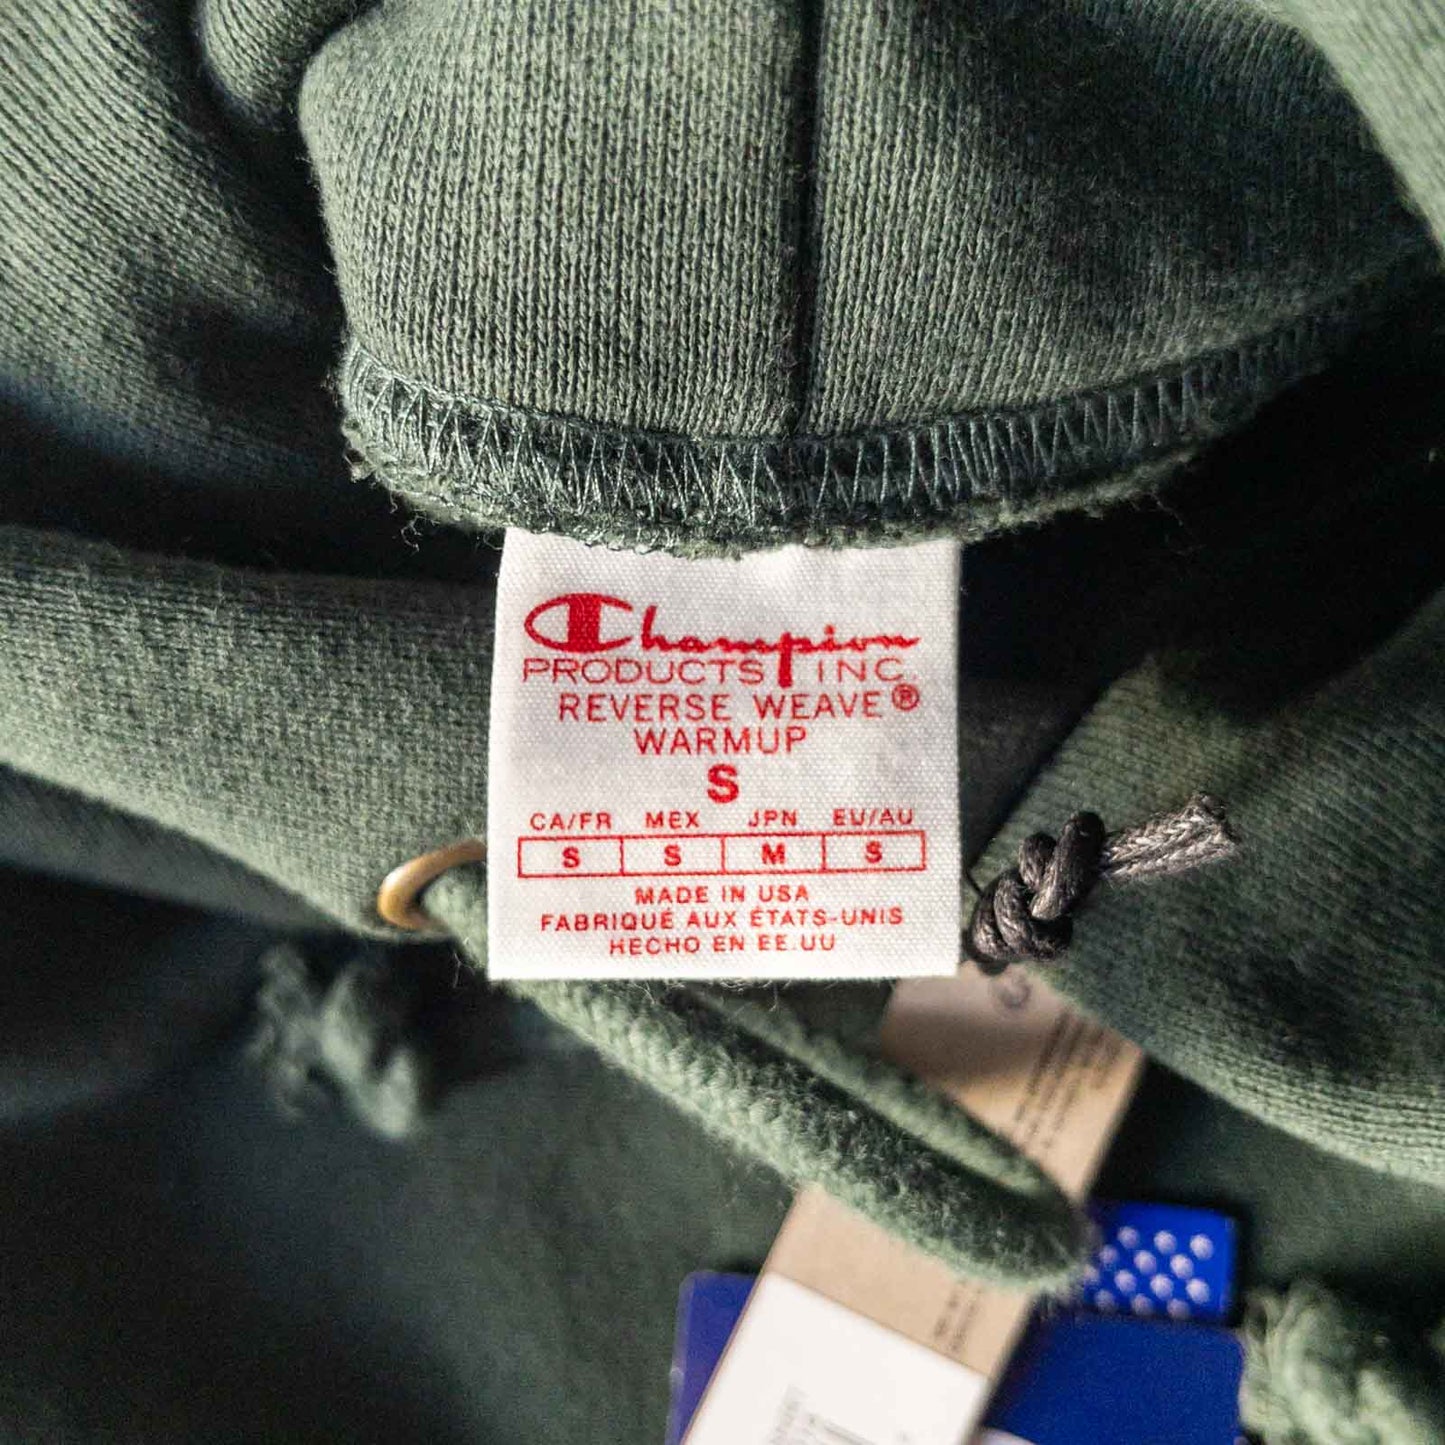 Champion
PRODUCTS INC.
REVERSE WEAVE®
WARMUP
S
CA/FR MEX JPN EU/AU
S S M S
MADE IN USA
FABRIQUÉ AUX ÉTATS-UNIS
HECHO EN EE.UU